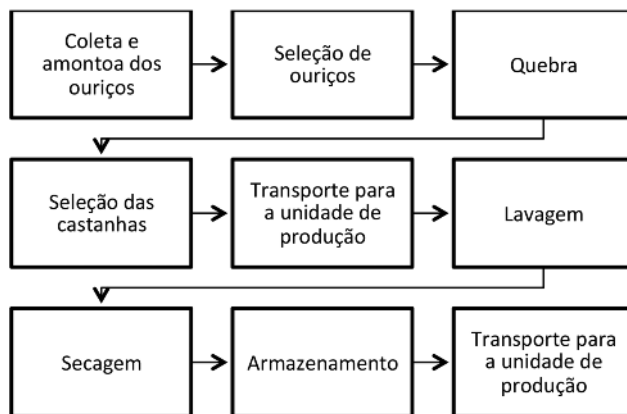 Coleta e
amontoa dos
ouriços
Seleção de
ouriços
Quebra
Seleção das
castanhas
Transporte para
a unidade de
produção
Lavagem
Secagem
Armazenamento
Transporte para
a unidade de
produção